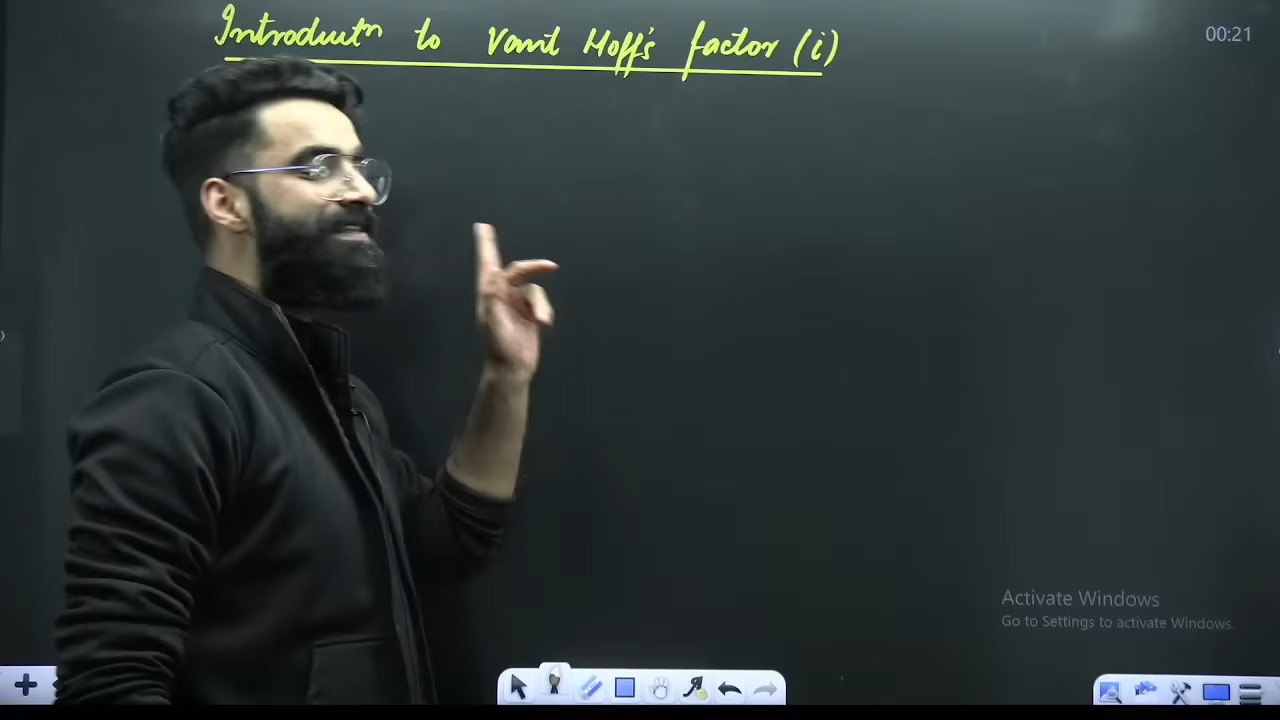 Introductⁿ to Vant Hoff's factor (i)
00:21
Activate Windows
Go to Settings to activate Windows.